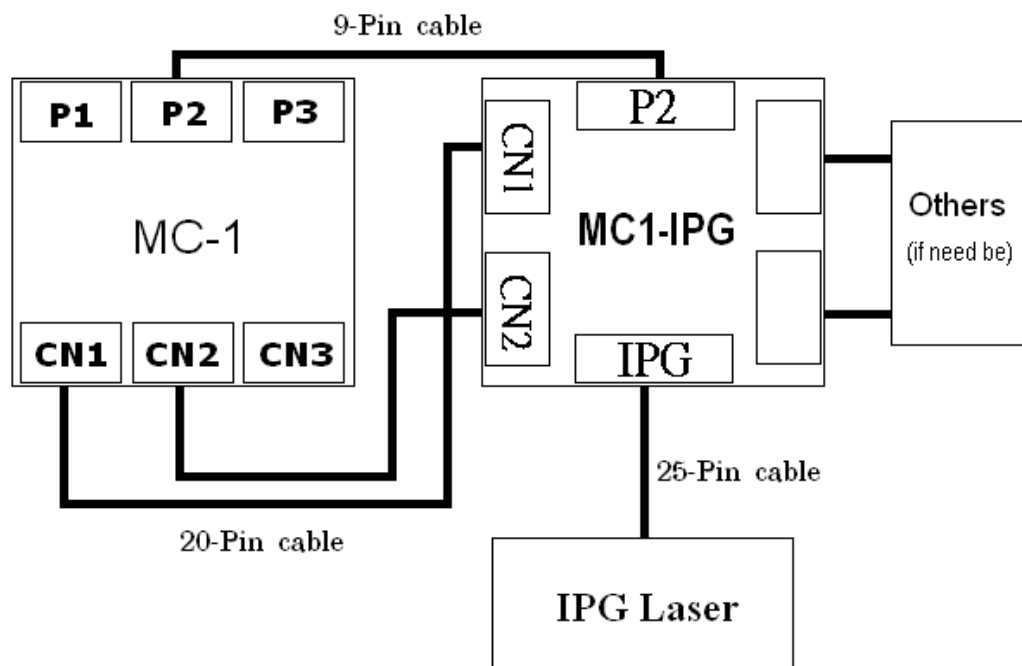 9-Pin cable
P1
P2
P3
MC-1
CN1
CN2
CN3
P2
CN1
CN2
MC1-IPG
IPG
Others
(if need be)
20-Pin cable
25-Pin cable
IPG Laser